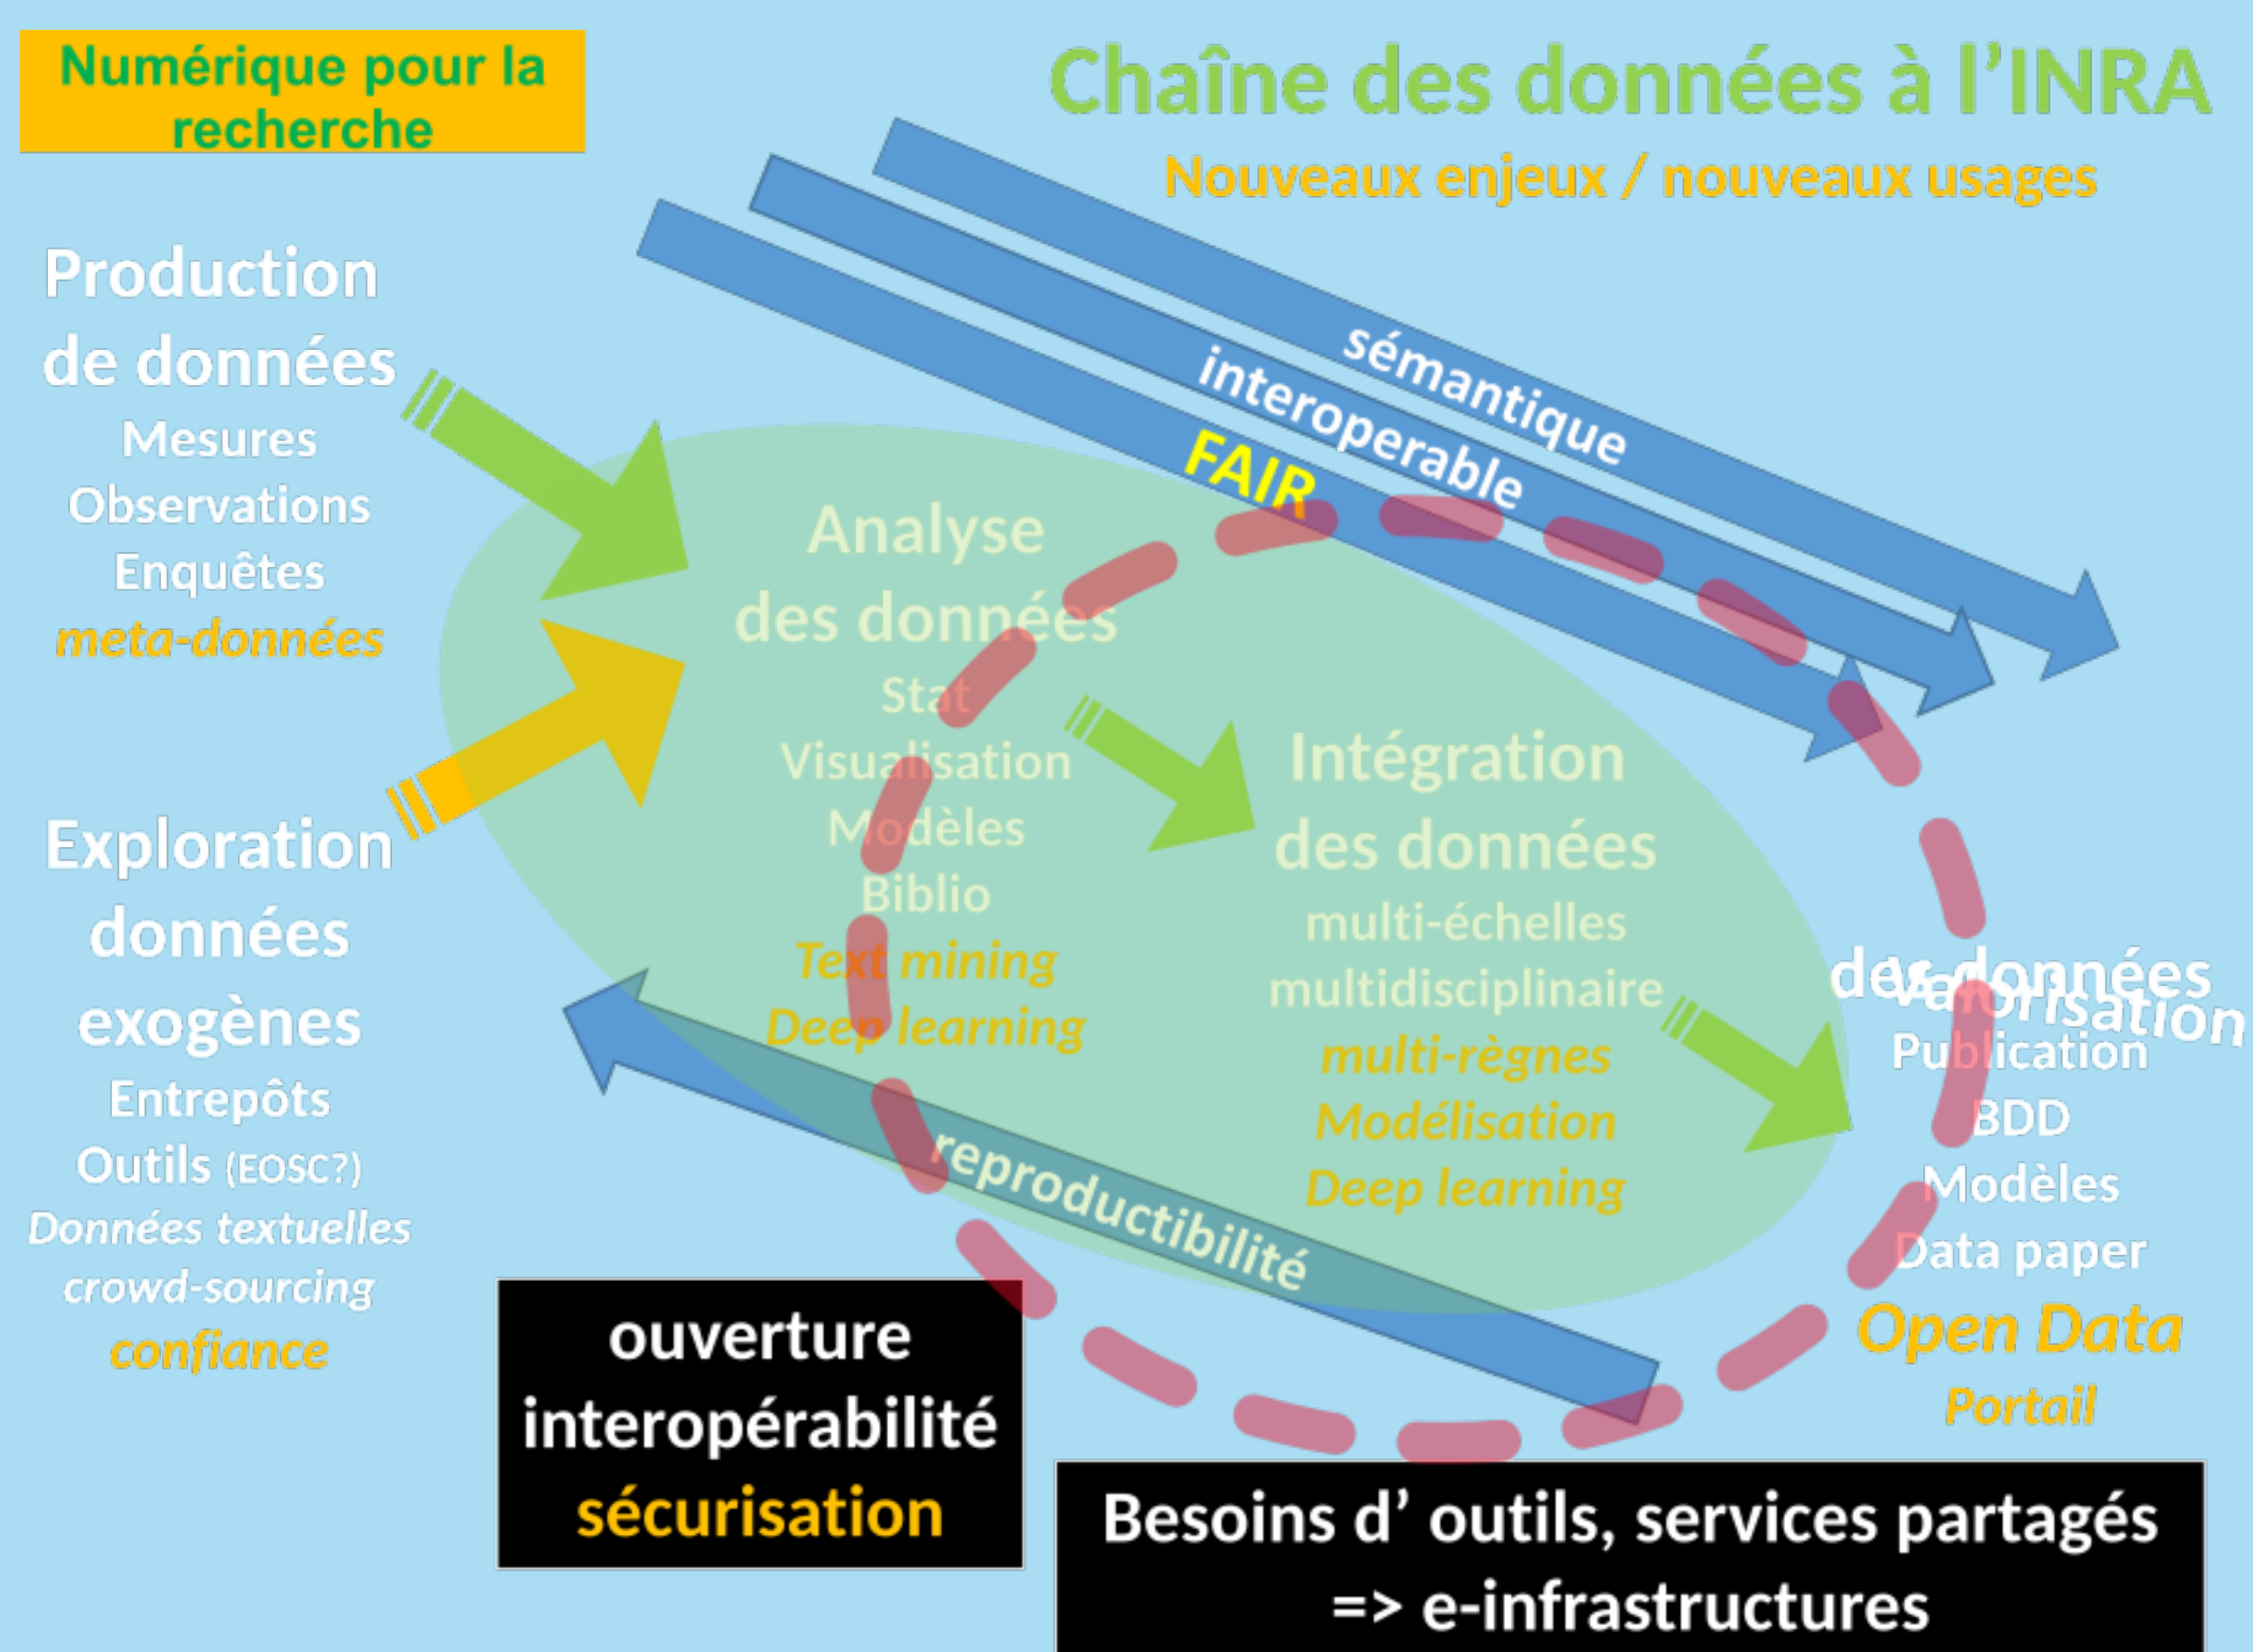 Numérique pour la
recherche
Chaîne des données à l’INRA
Nouveaux enjeux / nouveaux usages
Production
de données
Mesures
Observations
Enquêtes
meta-données
Exploration
données
exogènes
Entrepôts
Outils (EOSC?)
Données textuelles
crowd-sourcing
confiance
sémantique
interoperable
FAIR
Analyse
des données
Stat
Visualisation
Modèles
Biblio
Text mining
Deep learning
Intégration
des données
multi-échelles
multidisciplinaire
multi-règnes
Modélisation
Deep learning
Valorisation
des données
Publication
BDD
Modèles
Data paper
Open Data
Portail
reproductibilité
ouverture
interopérabilité
sécurisation
Besoins d’ outils, services partagés
=> e-infrastructures